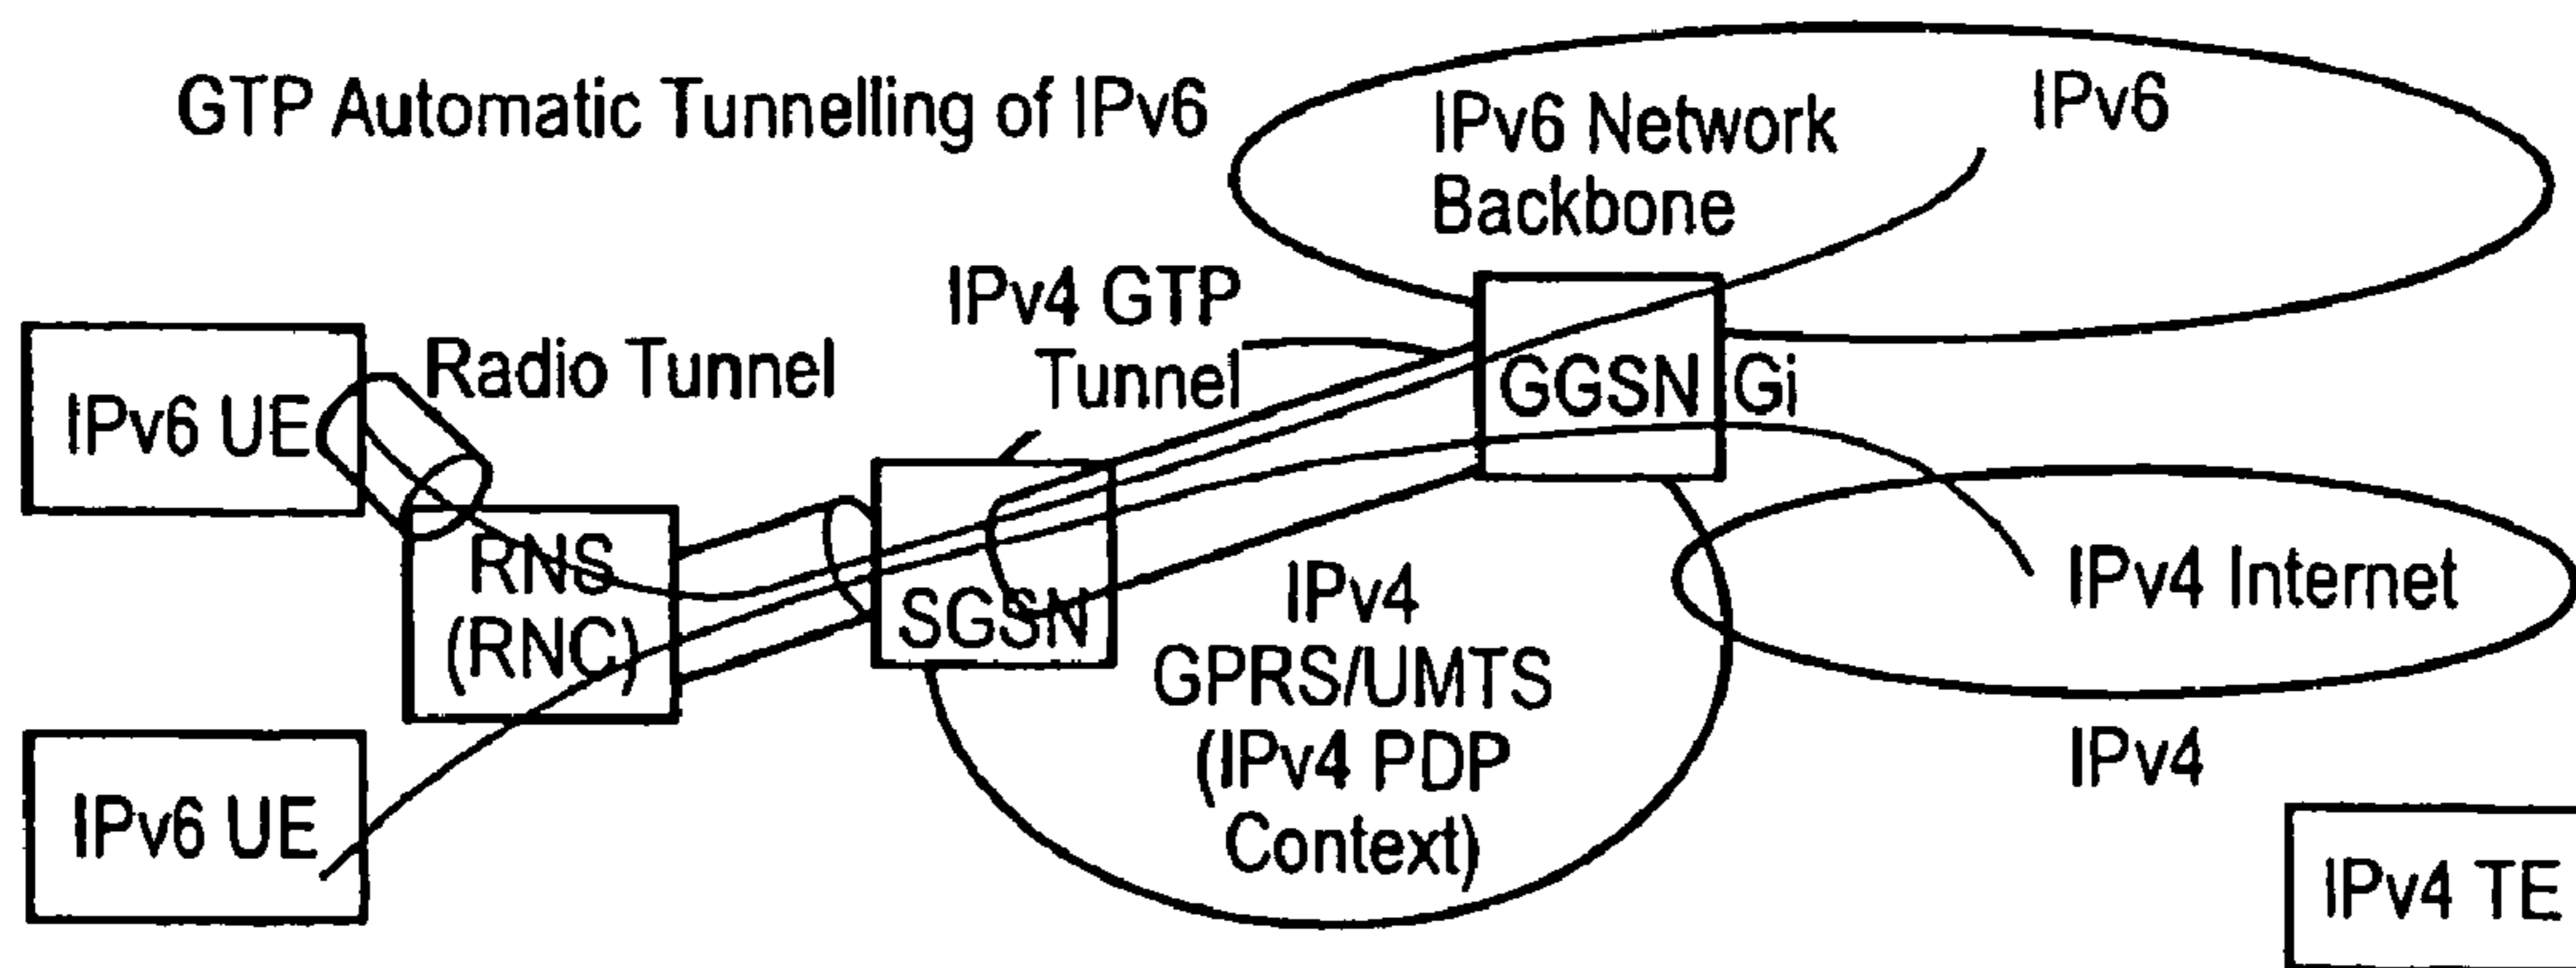 GTP Automatic Tunnelling of IPv6
IPv6 Network
Backbone
IPv6
IPv4 GTP
Tunnel
Radio Tunnel
IPv6 UE
GGSN
Gi
RNS
(RNC)
SGSN
IPv4
GPRS/UMTS
(IPv4 PDP
Context)
IPv4 Internet
IPv4
IPv6 UE
IPv4 TE